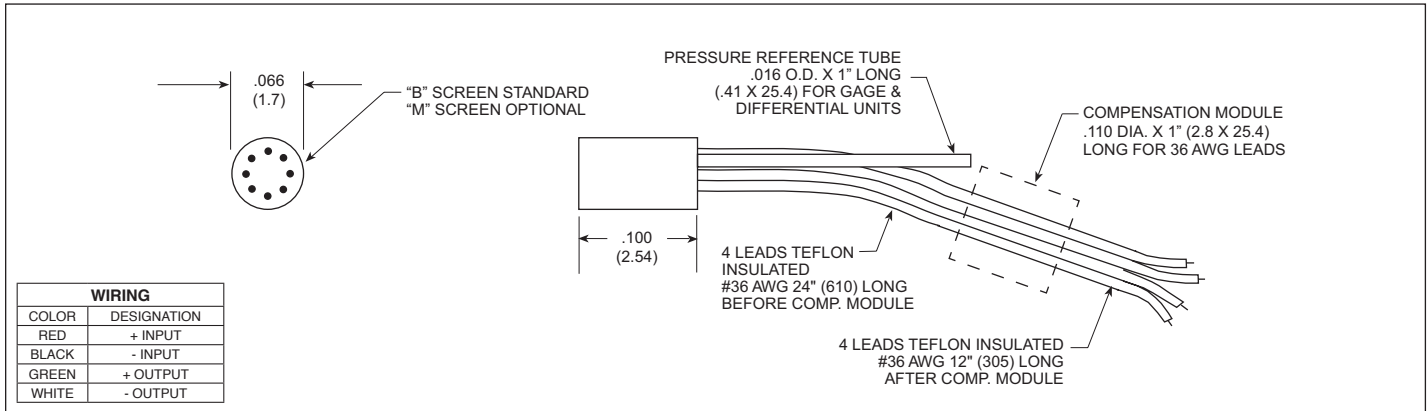 .066
(1.7)
“B” SCREEN STANDARD
“M” SCREEN OPTIONAL
PRESSURE REFERENCE TUBE
.016 O.D. X 1” LONG
(.41 X 25.4) FOR GAGE &
DIFFERENTIAL UNITS
COMPENSATION MODULE
.110 DIA. X 1” (2.8 X 25.4)
LONG FOR 36 AWG LEADS
.100
(2.54)
4 LEADS TEFLON
INSULATED
#36 AWG 24" (610) LONG
BEFORE COMP. MODULE
4 LEADS TEFLON INSULATED
#36 AWG 12" (305) LONG
AFTER COMP. MODULE
WIRING
COLOR DESIGNATION
RED + INPUT
BLACK - INPUT
GREEN + OUTPUT
WHITE - OUTPUT